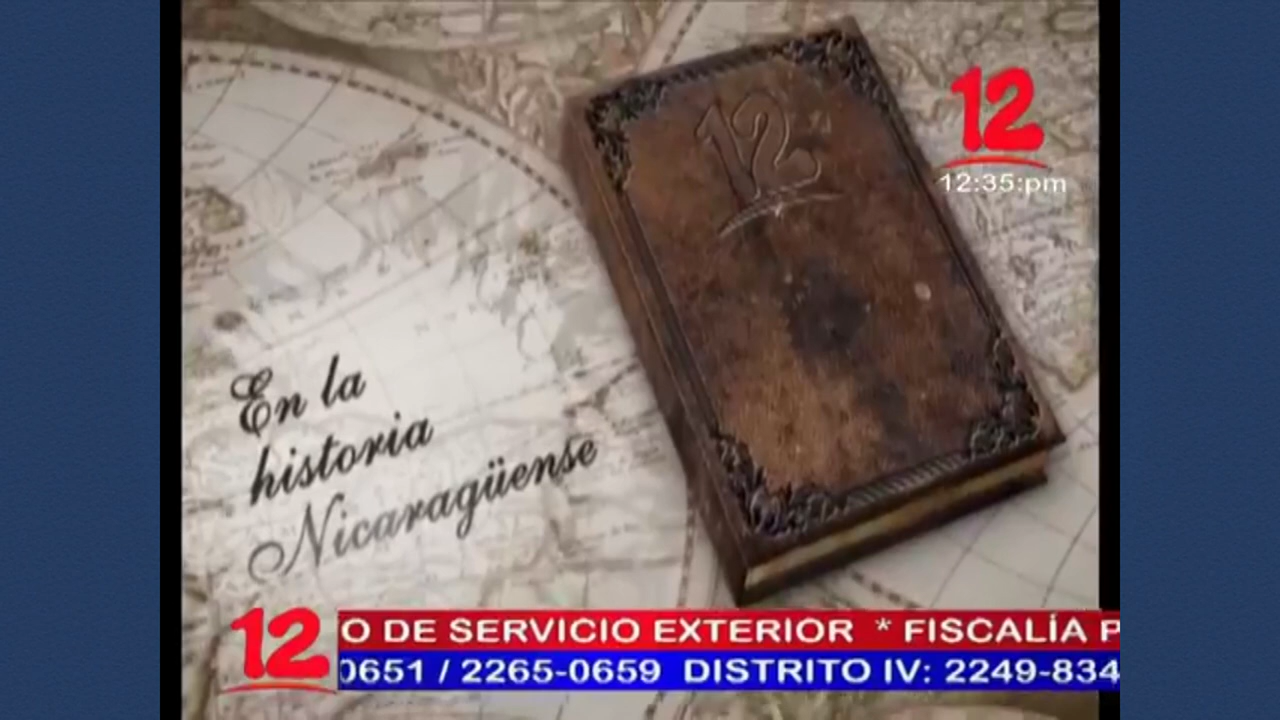 12
12
12:35:pm
En la
historia
Nicaragüense
12
O DE SERVICIO EXTERIOR * FISCALÍA P
0651 / 2265-0659 DISTRITO IV: 2249-834